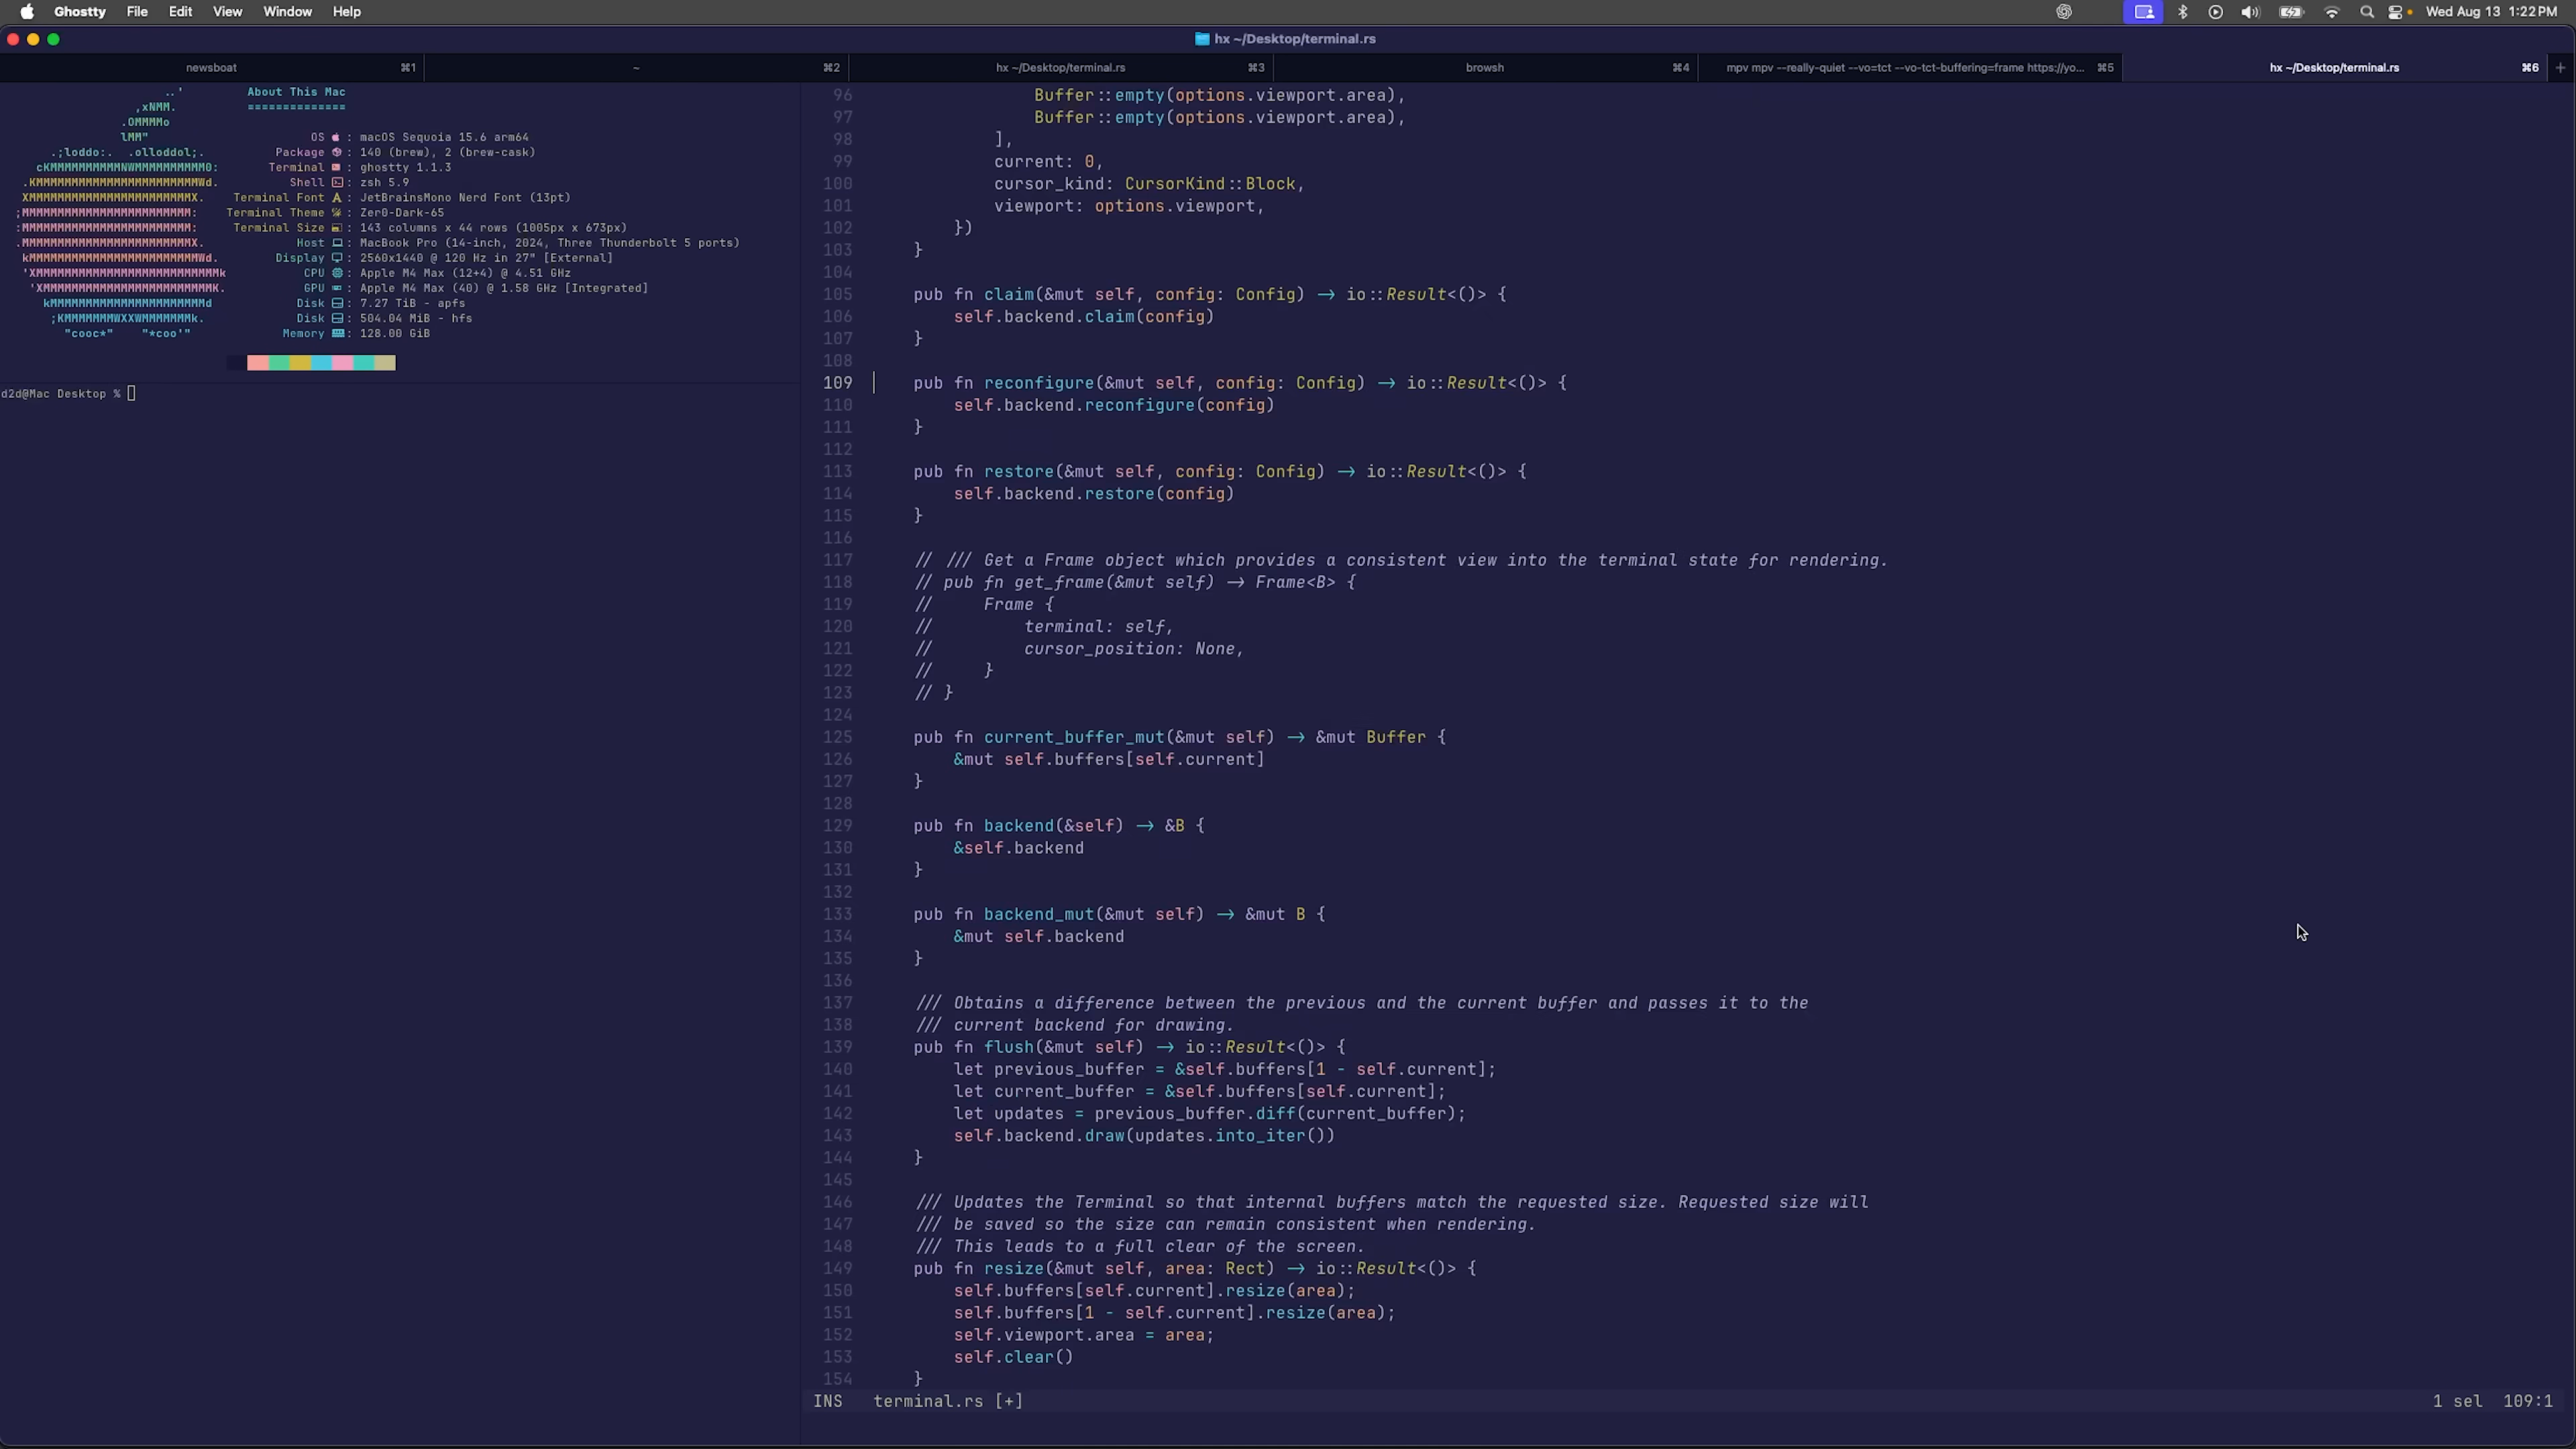 Ghostty File Edit View Window Help Wed Aug 13 1:22 PM
hx ~/Desktop/terminal.rs
newsboat ⌘1 ~ ⌘2 hx ~/Desktop/terminal.rs ⌘3 browsh ⌘4 mpv mpv --really-quiet --vo=tct --vo-tct-buffering=frame https://yo... ⌘5 hx ~/Desktop/terminal.rs ⌘6 +
..'
,xNMM.
.OMMMMo
lMM"
.;loddo:. .olloddol;.
cKMMMMMMMMMMNWMMMMMMMMMM0:
.KMMMMMMMMMMMMMMMMMMMMMMMWd.
XMMMMMMMMMMMMMMMMMMMMMMMX.
;MMMMMMMMMMMMMMMMMMMMMMMM:
:MMMMMMMMMMMMMMMMMMMMMMMM:
.MMMMMMMMMMMMMMMMMMMMMMMMX.
kMMMMMMMMMMMMMMMMMMMMMMMMWd.
'XMMMMMMMMMMMMMMMMMMMMMMMMMMk
'XMMMMMMMMMMMMMMMMMMMMMMMMK.
kMMMMMMMMMMMMMMMMMMMMMMd
;KMMMMMMMWXXWMMMMMMMk.
"cooc*" "*coo'"
About This Mac
==============
OS : macOS Sequoia 15.6 arm64
Package : 140 (brew), 2 (brew-cask)
Terminal : ghostty 1.1.3
Shell : zsh 5.9
Terminal Font : JetBrainsMono Nerd Font (13pt)
Terminal Theme : Zer0-Dark-65
Terminal Size : 143 columns x 44 rows (1005px x 673px)
Host : MacBook Pro (14-inch, 2024, Three Thunderbolt 5 ports)
Display : 2560x1440 @ 120 Hz in 27" [External]
CPU : Apple M4 Max (12+4) @ 4.51 GHz
GPU : Apple M4 Max (40) @ 1.58 GHz [Integrated]
Disk : 7.27 TiB - apfs
Disk : 504.04 MiB - hfs
Memory : 128.00 GiB
d2d@Mac Desktop %
96 Buffer::empty(options.viewport.area),
97 Buffer::empty(options.viewport.area),
98 ],
99 current: 0,
100 cursor_kind: CursorKind::Block,
101 viewport: options.viewport,
102 })
103 }
104
105 pub fn claim(&mut self, config: Config) -> io::Result<()> {
106 self.backend.claim(config)
107 }
108
109 pub fn reconfigure(&mut self, config: Config) -> io::Result<()> {
110 self.backend.reconfigure(config)
111 }
112
113 pub fn restore(&mut self, config: Config) -> io::Result<()> {
114 self.backend.restore(config)
115 }
116
117 // /// Get a Frame object which provides a consistent view into the terminal state for rendering.
118 // pub fn get_frame(&mut self) -> Frame<B> {
119 // Frame {
120 // terminal: self,
121 // cursor_position: None,
122 // }
123 // }
124
125 pub fn current_buffer_mut(&mut self) -> &mut Buffer {
126 &mut self.buffers[self.current]
127 }
128
129 pub fn backend(&self) -> &B {
130 &self.backend
131 }
132
133 pub fn backend_mut(&mut self) -> &mut B {
134 &mut self.backend
135 }
136
137 /// Obtains a difference between the previous and the current buffer and passes it to the
138 /// current backend for drawing.
139 pub fn flush(&mut self) -> io::Result<()> {
140 let previous_buffer = &self.buffers[1 - self.current];
141 let current_buffer = &self.buffers[self.current];
142 let updates = previous_buffer.diff(current_buffer);
143 self.backend.draw(updates.into_iter())
144 }
145
146 /// Updates the Terminal so that internal buffers match the requested size. Requested size will
147 /// be saved so the size can remain consistent when rendering.
148 /// This leads to a full clear of the screen.
149 pub fn resize(&mut self, area: Rect) -> io::Result<()> {
150 self.buffers[self.current].resize(area);
151 self.buffers[1 - self.current].resize(area);
152 self.viewport.area = area;
153 self.clear()
154 }
INS terminal.rs [+] 1 sel 109:1